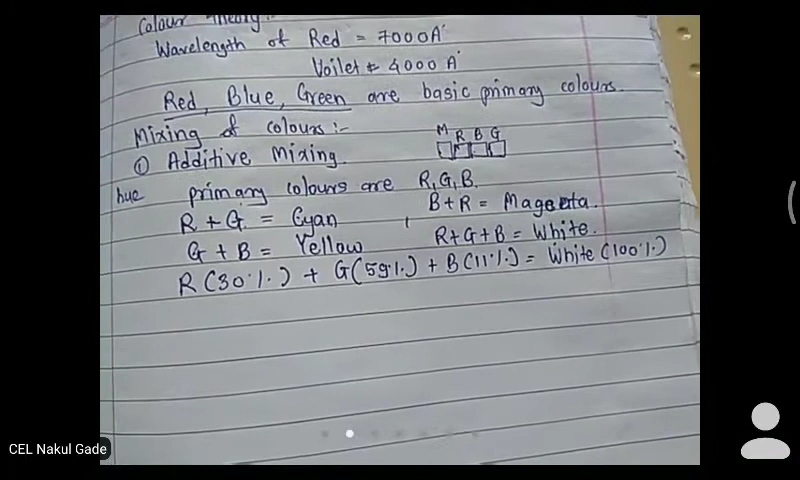 Colour Theory :-
Wavelength of Red = 7000A°
Voilet = 4000 A°
Red, Blue, Green are basic primary colours.
Mixing of colours :-
M R B G
① Additive Mixing.
hue primary colours are R,G,B.
R + G = Cyan , B+R = Magenta.
G + B = Yellow R+G+B = White.
R (30%) + G(59%) + B(11%) = White (100%)
CEL Nakul Gade